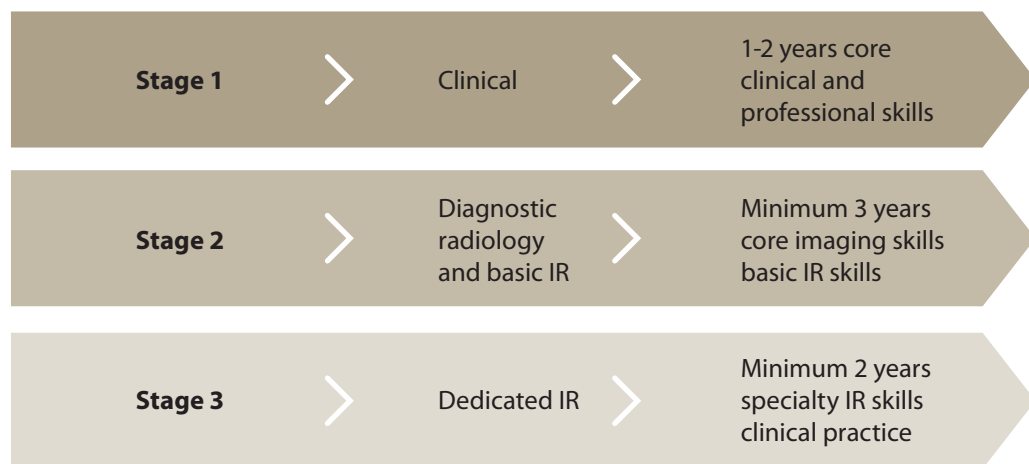 Stage 1
Clinical
1-2 years core
clinical and
professional skills
Stage 2
Diagnostic
radiology
and basic IR
Minimum 3 years
core imaging skills
basic IR skills
Stage 3
Dedicated IR
Minimum 2 years
specialty IR skills
clinical practice